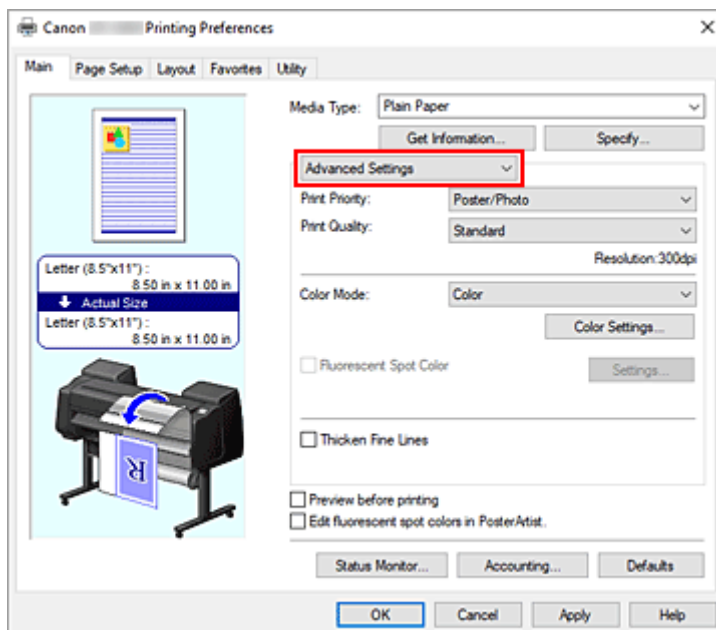 Canon Printing Preferences
Main Page Setup Layout Favorites Utility
Media Type: Plain Paper
Get Information... Specify...
Advanced Settings
Print Priority: Poster/Photo
Print Quality: Standard
Resolution:300dpi
Letter (8.5"x11") :
8.50 in x 11.00 in
Actual Size
Letter (8.5"x11") :
8.50 in x 11.00 in
Color Mode: Color
Color Settings...
Fluorescent Spot Color Settings...
Thicken Fine Lines
R
Preview before printing
Edit fluorescent spot colors in PosterArtist.
Status Monitor... Accounting... Defaults
OK Cancel Apply Help